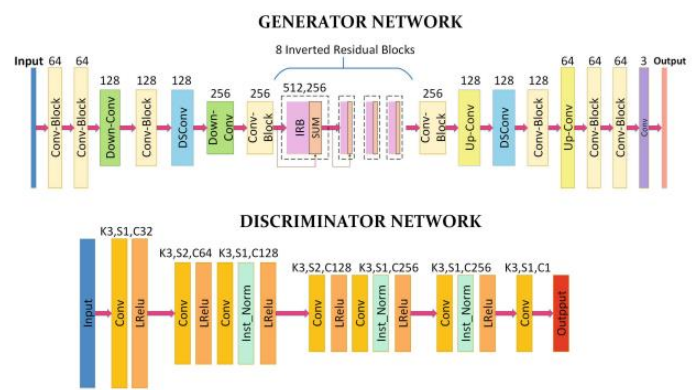 GENERATOR NETWORK
8 Inverted Residual Blocks
Input
64
64
128
128
128
256
256
512,256
256
128
128
128
64
64
64
3
Output
Conv-Block
Conv-Block
Down-Conv
Conv-Block
DSConv
Down-
Conv
Conv-
Block
IRB
SUM
Conv-
Block
Up-Conv
DSConv
Conv-Block
Up-Conv
Conv-Block
Conv-Block
Conv
DISCRIMINATOR NETWORK
K3,S1,C32
K3,S2,C64
K3,S1,C128
K3,S2,C128
K3,S1,C256
K3,S1,C256
K3,S1,C1
Input
Conv
LRelu
Conv
LRelu
Conv
Inst_Norm
LRelu
Conv
LRelu
Conv
Inst_Norm
LRelu
Conv
Inst_Norm
LRelu
Conv
Outpput